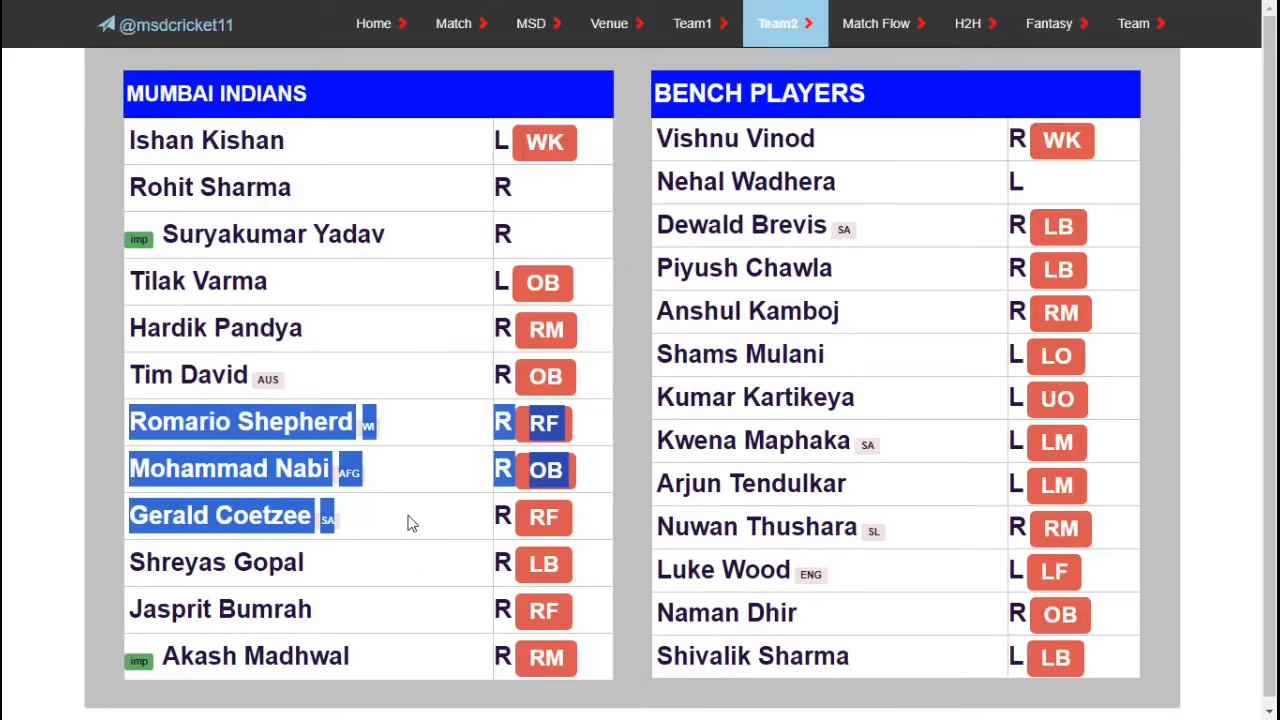 @msdcricket11 Home Match MSD Venue Team1 Team2 Match Flow H2H Fantasy Team
MUMBAI INDIANS
Ishan Kishan L WK
Rohit Sharma R
imp Suryakumar Yadav R
Tilak Varma L OB
Hardik Pandya R RM
Tim David AUS R OB
Romario Shepherd WI R RF
Mohammad Nabi AFG R OB
Gerald Coetzee SA R RF
Shreyas Gopal R LB
Jasprit Bumrah R RF
imp Akash Madhwal R RM
BENCH PLAYERS
Vishnu Vinod R WK
Nehal Wadhera L
Dewald Brevis SA R LB
Piyush Chawla R LB
Anshul Kamboj R RM
Shams Mulani L LO
Kumar Kartikeya L UO
Kwena Maphaka SA L LM
Arjun Tendulkar L LM
Nuwan Thushara SL R RM
Luke Wood ENG L LF
Naman Dhir R OB
Shivalik Sharma L LB